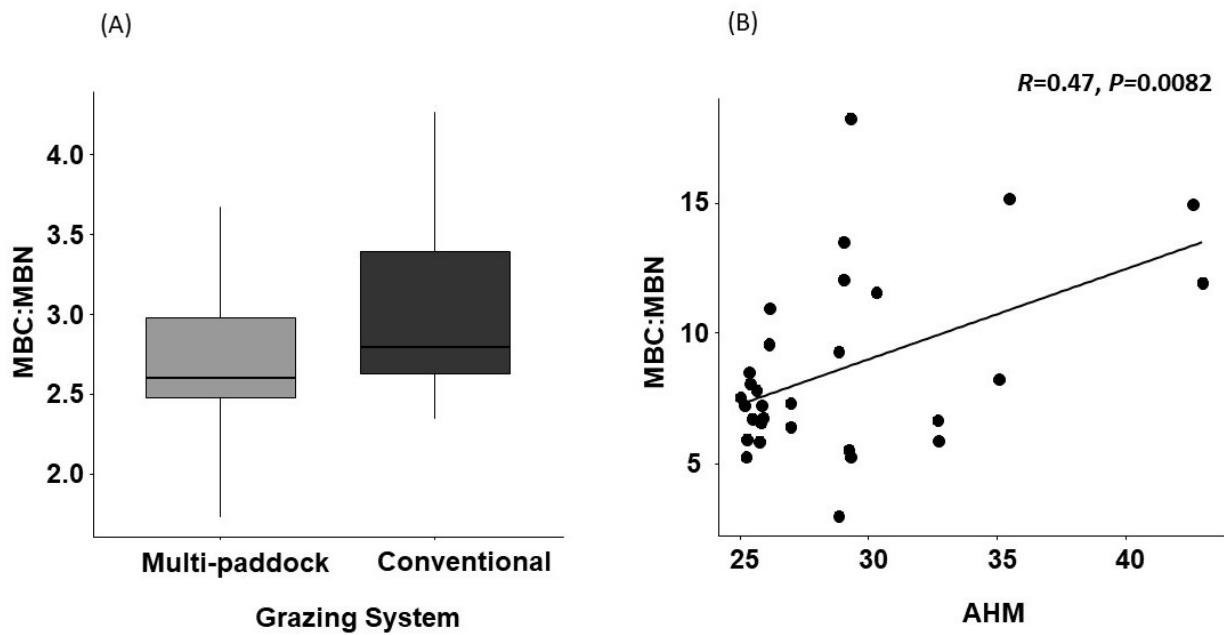 (A)
MBC:MBN
4.0
3.5
3.0
2.5
2.0
Multi-paddock Conventional
Grazing System
(B)
R=0.47, P=0.0082
MBC:MBN
15
10
5
25 30 35 40
AHM